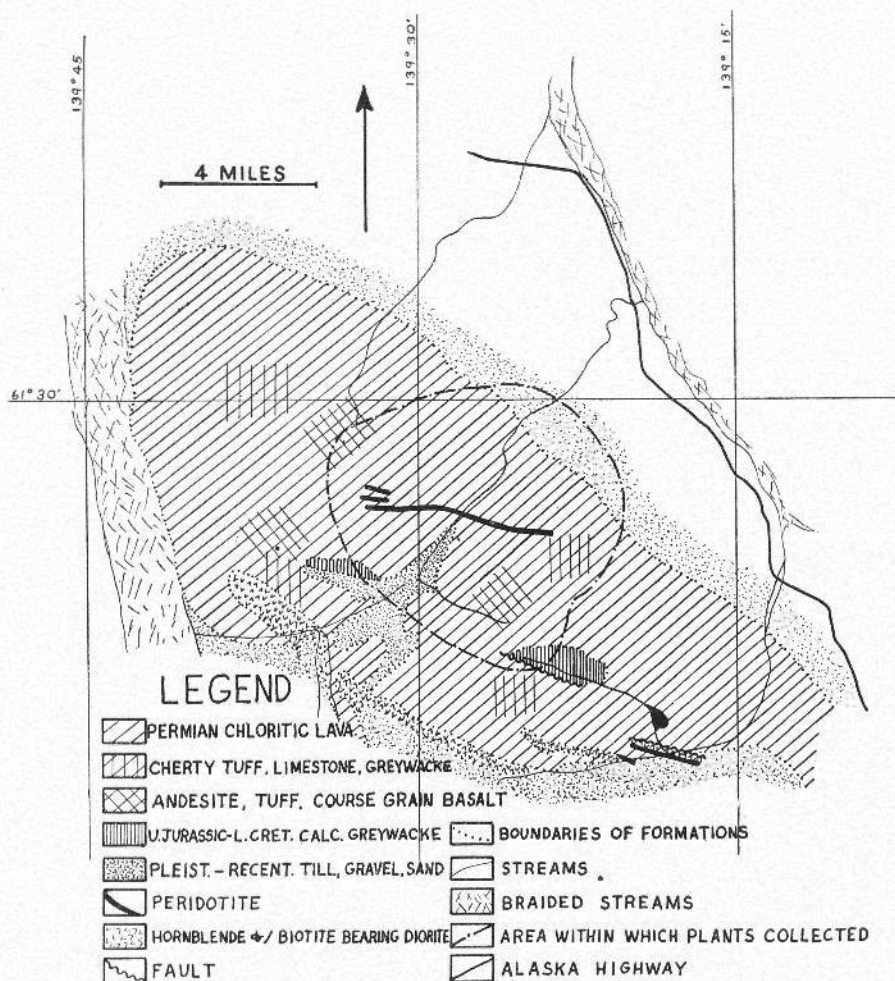 139° 45
139° 30'
139° 15'
4 MILES
61° 30'
LEGEND
PERMIAN CHLORITIC LAVA
CHERTY TUFF, LIMESTONE, GREYWACKE
ANDESITE, TUFF, COURSE GRAIN BASALT
U.JURASSIC-L.CRET. CALC. GREYWACKE
PLEIST.-RECENT. TILL, GRAVEL, SAND
PERIDOTITE
HORNBLENDE &/ BIOTITE BEARING DIORITE
FAULT
BOUNDARIES OF FORMATIONS
STREAMS
BRAIDED STREAMS
AREA WITHIN WHICH PLANTS COLLECTED
ALASKA HIGHWAY